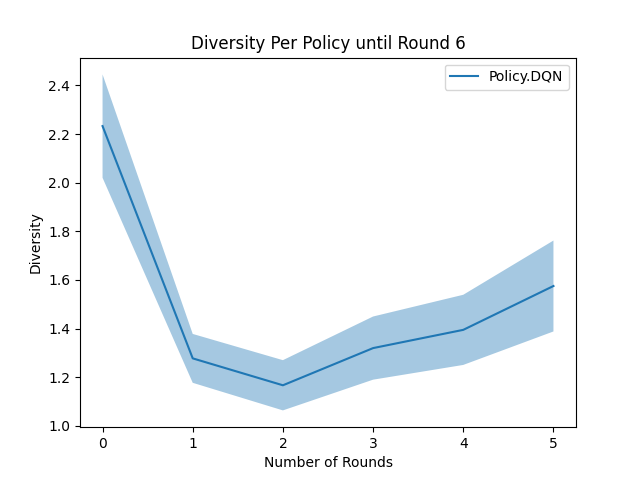 Diversity Per Policy until Round 6
Policy.DQN
Diversity
2.4
2.2
2.0
1.8
1.6
1.4
1.2
1.0
0 1 2 3 4 5
Number of Rounds